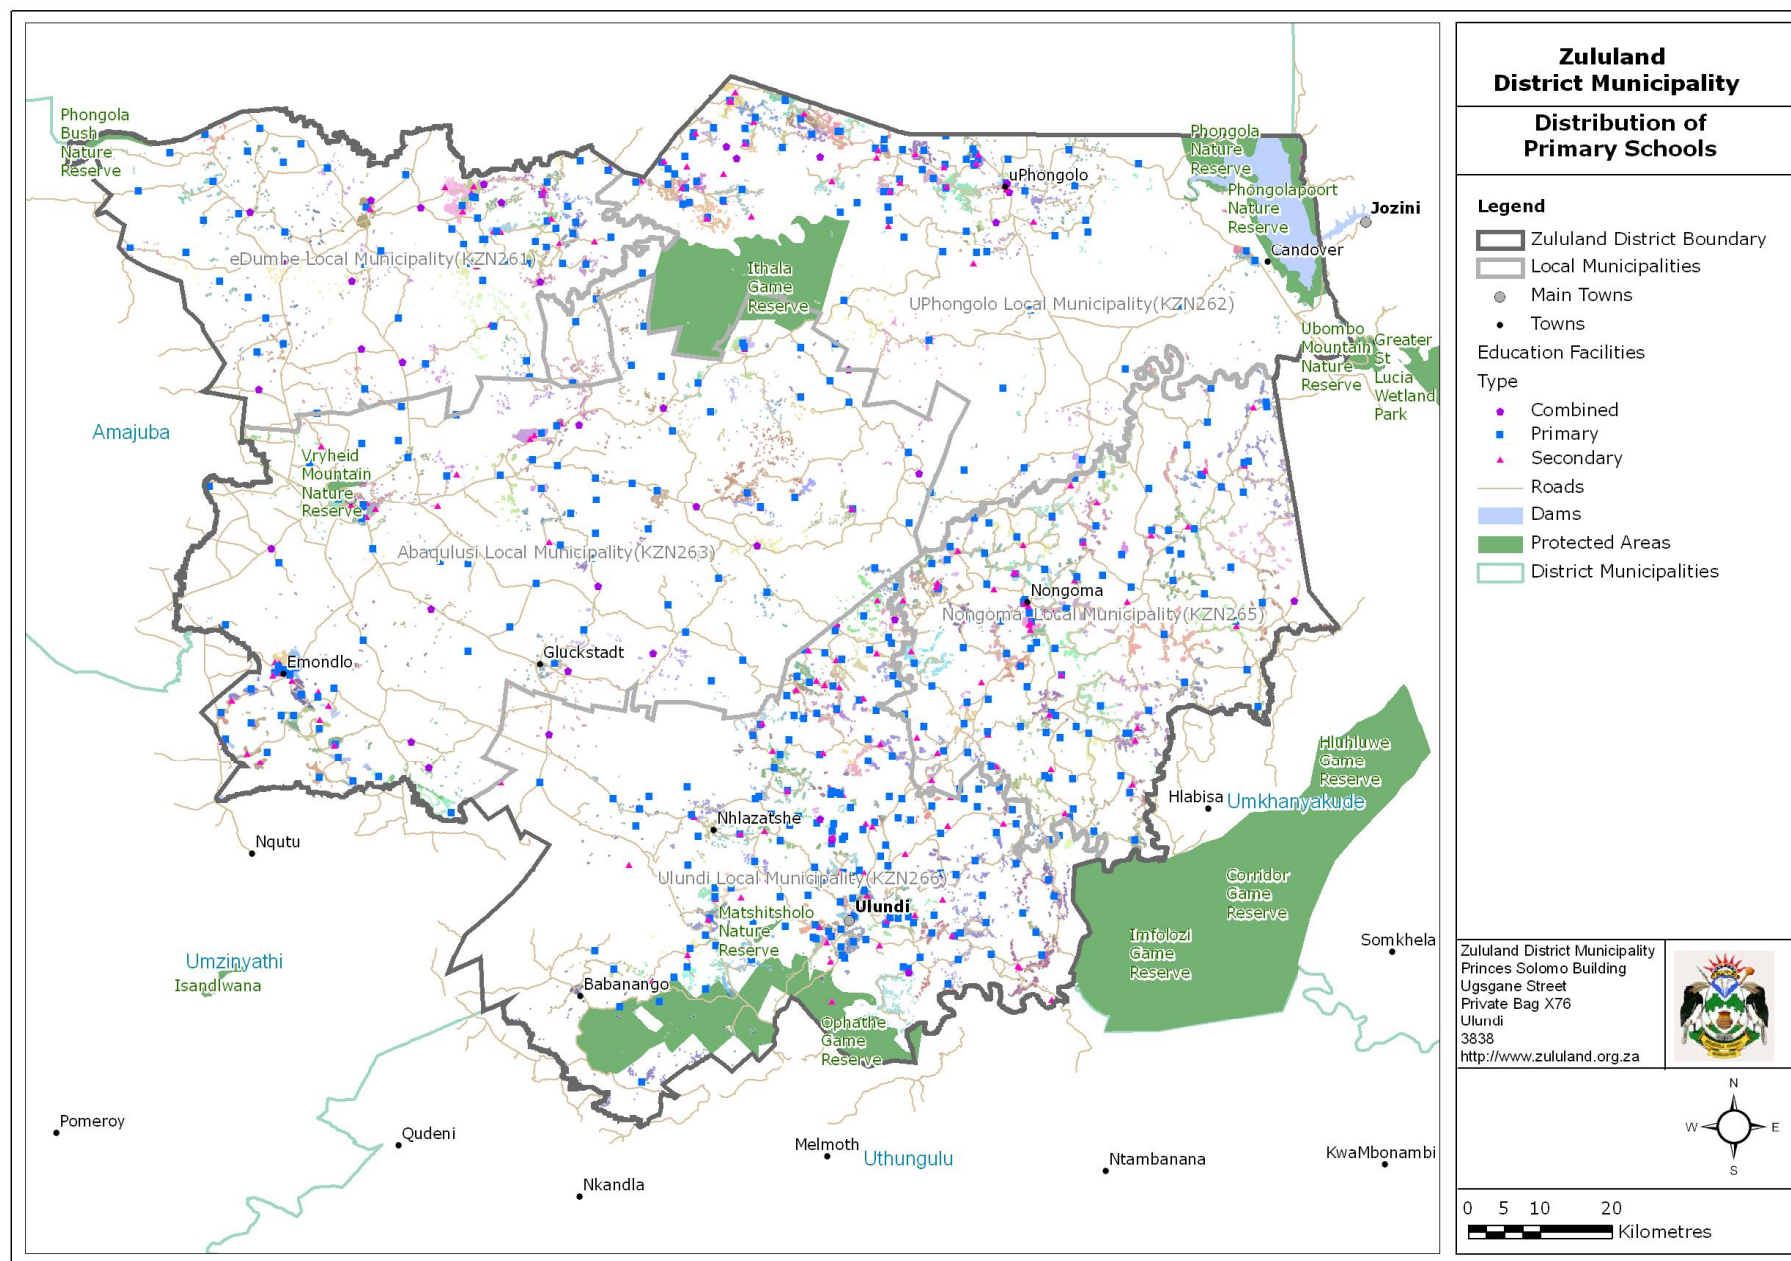 Zululand
District Municipality
Distribution of
Primary Schools
Legend
Zululand District Boundary
Local Municipalities
Main Towns
Towns
Education Facilities
Type
Combined
Primary
Secondary
Roads
Dams
Protected Areas
District Municipalities
Zululand District Municipality
Princes Solomo Building
Ugsgane Street
Private Bag X76
Ulundi
3838
http://www.zululand.org.za
N
W
E
S
0 5 10 20
Kilometres
Phongola
Bush
Nature
Reserve
Phongola
Nature
Reserve
uPhongolo
Phongolapoort
Nature
Reserve
Jozini
Candover
eDumbe Local Municipality(KZN261)
Ithala
Game
Reserve
UPhongolo Local Municipality(KZN262)
Ubombo
Mountain
Nature
Reserve
Greater
St
Lucia
Wetland
Park
Amajuba
Vryheid
Mountain
Nature
Reserve
Abaqulusi Local Municipality(KZN263)
Nongoma
Nongoma Local Municipality(KZN265)
Emondlo
Gluckstadt
Hluhluwe
Game
Reserve
Hlabisa
Umkhanyakude
Nqutu
Nhlazatshe
Ulundi Local Municipality(KZN266)
Corridor
Game
Reserve
Ulundi
Matshitsholo
Nature
Reserve
Imfolozi
Game
Reserve
Somkhela
Umzinyathi
Isandlwana
Babanango
Ophathe
Game
Reserve
Pomeroy
Qudeni
Melmoth
Uthungulu
Ntambanana
KwaMbonambi
Nkandla